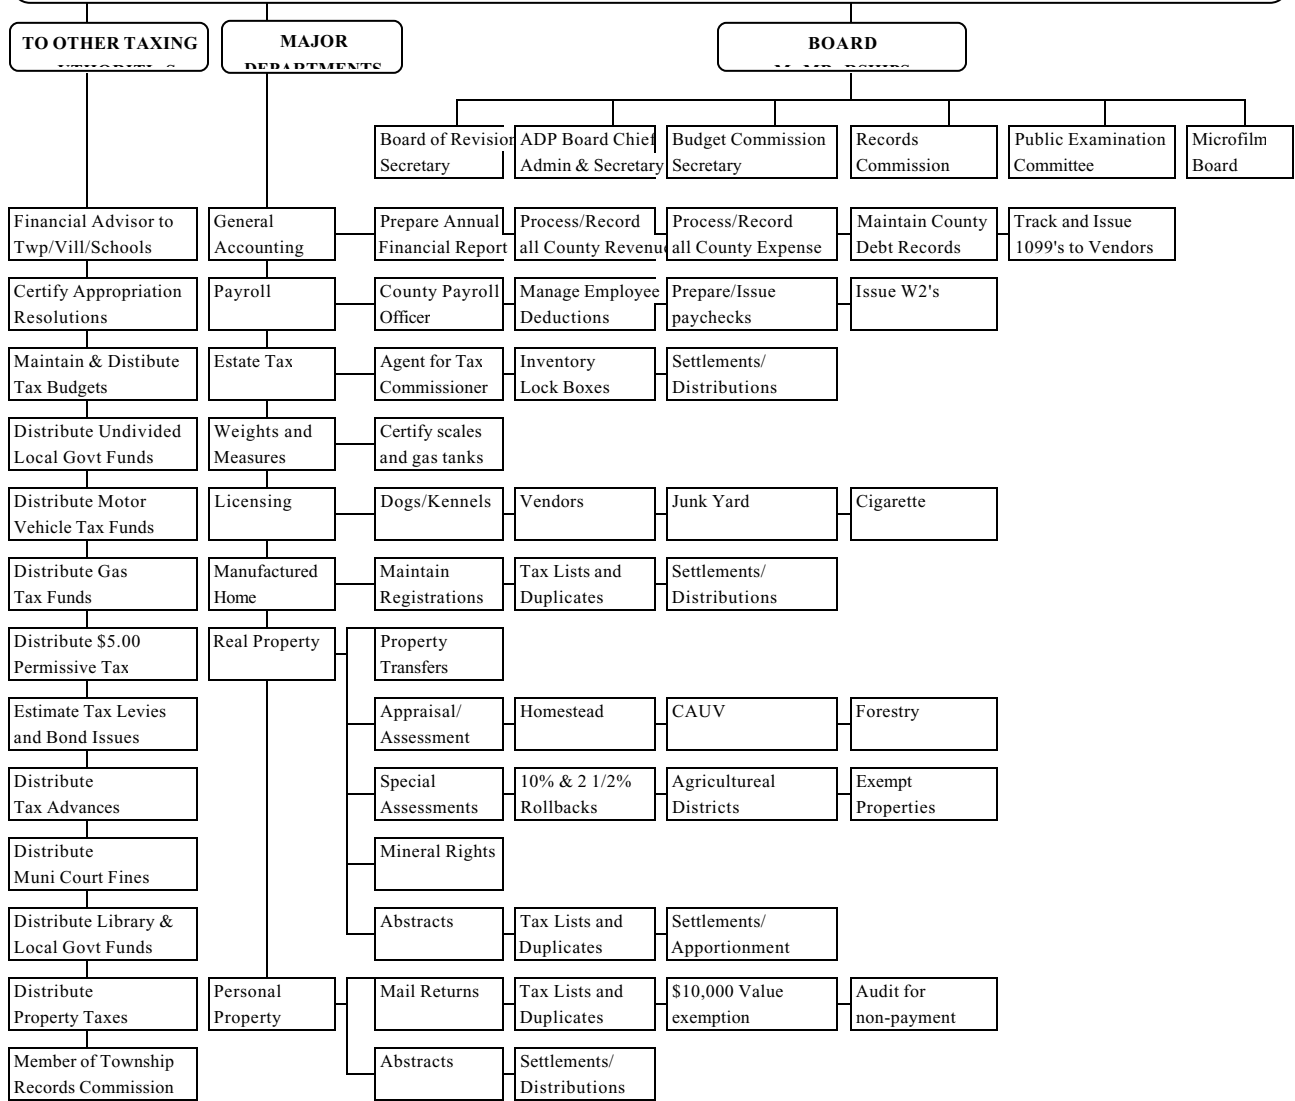 TO OTHER TAXING
MAJOR
DEPARTMENTS
BOARD
Board of Revision
Secretary
ADP Board Chief
Admin & Secretary
Budget Commission
Secretary
Records
Commission
Public Examination
Committee
Microfilm
Board
Financial Advisor to
Twp/Vill/Schools
General
Accounting
Prepare Annual
Financial Report
Process/Record
all County Revenue
Process/Record
all County Expense
Maintain County
Debt Records
Track and Issue
1099's to Vendors
Certify Appropriation
Resolutions
Payroll
County Payroll
Officer
Manage Employee
Deductions
Prepare/Issue
paychecks
Issue W2's
Maintain & Distibute
Tax Budgets
Estate Tax
Agent for Tax
Commissioner
Inventory
Lock Boxes
Settlements/
Distributions
Distribute Undivided
Local Govt Funds
Weights and
Measures
Certify scales
and gas tanks
Distribute Motor
Vehicle Tax Funds
Licensing
Dogs/Kennels
Vendors
Junk Yard
Cigarette
Distribute Gas
Tax Funds
Manufactured
Home
Maintain
Registrations
Tax Lists and
Duplicates
Settlements/
Distributions
Distribute $5.00
Permissive Tax
Real Property
Property
Transfers
Estimate Tax Levies
and Bond Issues
Appraisal/
Assessment
Homestead
CAUV
Forestry
Distribute
Tax Advances
Special
Assessments
10% & 2 1/2%
Rollbacks
Agricultureal
Districts
Exempt
Properties
Distribute
Muni Court Fines
Mineral Rights
Distribute Library &
Local Govt Funds
Abstracts
Tax Lists and
Duplicates
Settlements/
Apportionment
Distribute
Property Taxes
Personal
Property
Mail Returns
Tax Lists and
Duplicates
$10,000 Value
exemption
Audit for
non-payment
Member of Township
Records Commission
Abstracts
Settlements/
Distributions